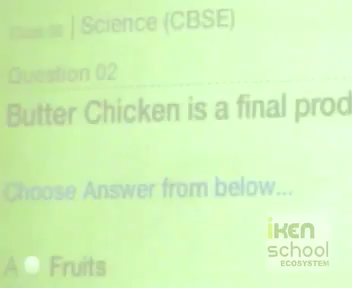 Science (CBSE)
Question 02
Butter Chicken is a final prod
Choose Answer from below...
A Fruits
iKEN
school
ECOSYSTEM